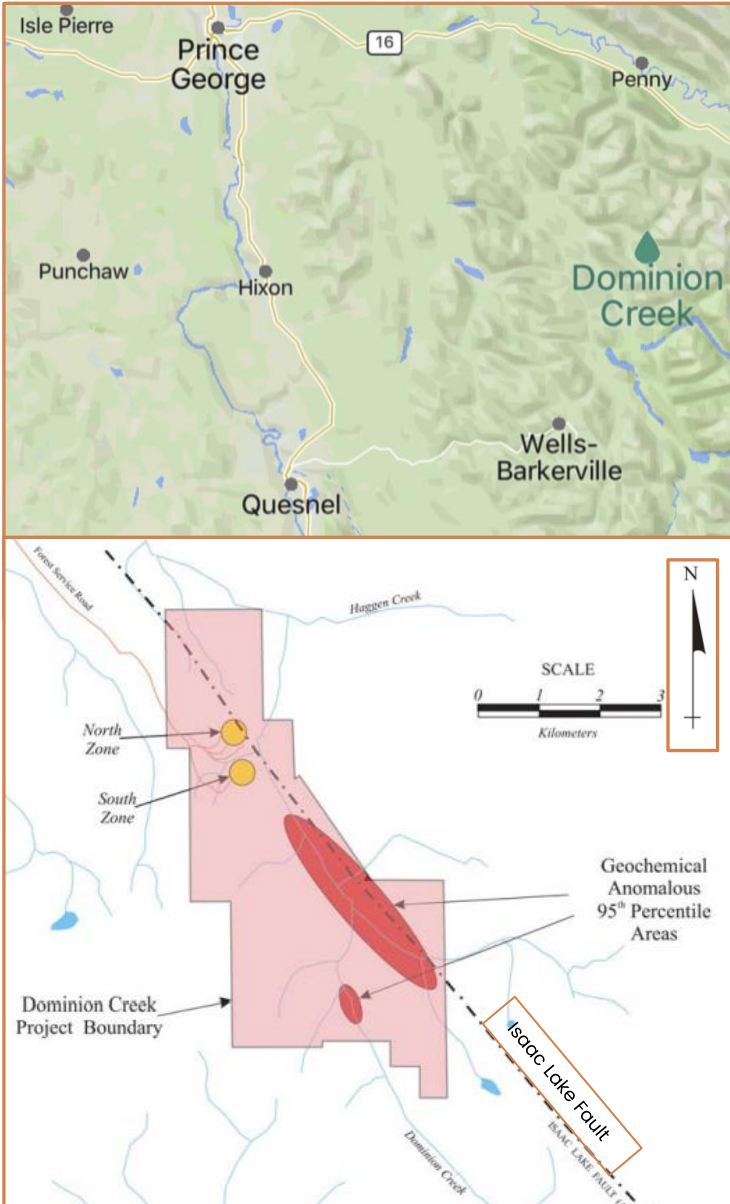 Isle Pierre
Prince
George
16
Penny
Punchaw
Hixon
Dominion
Creek
Wells-
Barkerville
Quesnel
Forest Service Road
Haggen Creek
N
SCALE
0 1 2 3
Kilometers
North
Zone
South
Zone
Geochemical
Anomalous
95th Percentile
Areas
Dominion Creek
Project Boundary
Isaac Lake Fault
ISAAC LAKE FAULT
Dominion Creek